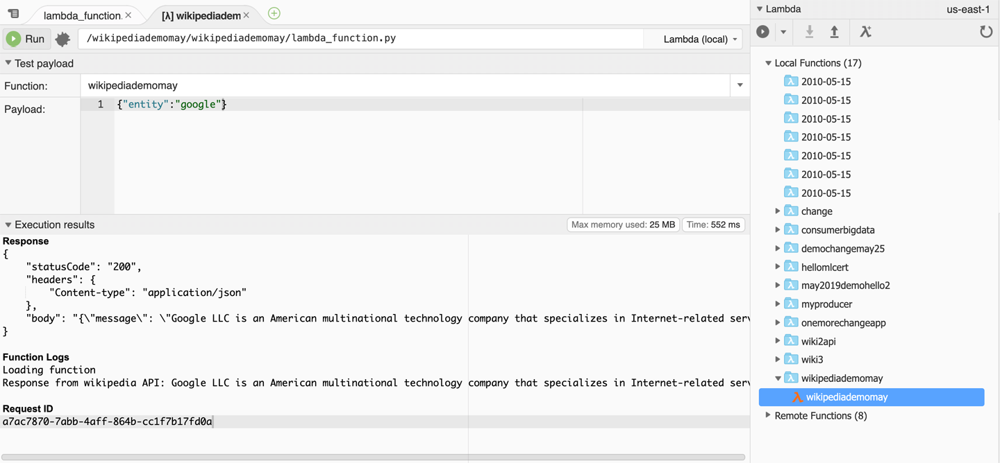 lambda_function.
[λ] wikipediadem
Run
/wikipediademomay/wikipediademomay/lambda_function.py
Lambda (local)
Test payload
Function:
wikipediademomay
Payload:
1 {"entity":"google"}
Execution results
Max memory used: 25 MB
Time: 552 ms
Response
{
    "statusCode": "200",
    "headers": {
        "Content-type": "application/json"
    },
    "body": "{\"message\": \"Google LLC is an American multinational technology company that specializes in Internet-related ser
}
Function Logs
Loading function
Response from wikipedia API: Google LLC is an American multinational technology company that specializes in Internet-related ser
Request ID
a7ac7870-7abb-4aff-864b-cc1f7b17fd0a
Lambda
us-east-1
Local Functions (17)
2010-05-15
2010-05-15
2010-05-15
2010-05-15
2010-05-15
2010-05-15
2010-05-15
change
consumerbigdata
demochangemay25
hellomlcert
may2019demohello2
myproducer
onemorechangeapp
wiki2api
wiki3
wikipediademomay
wikipediademomay
Remote Functions (8)